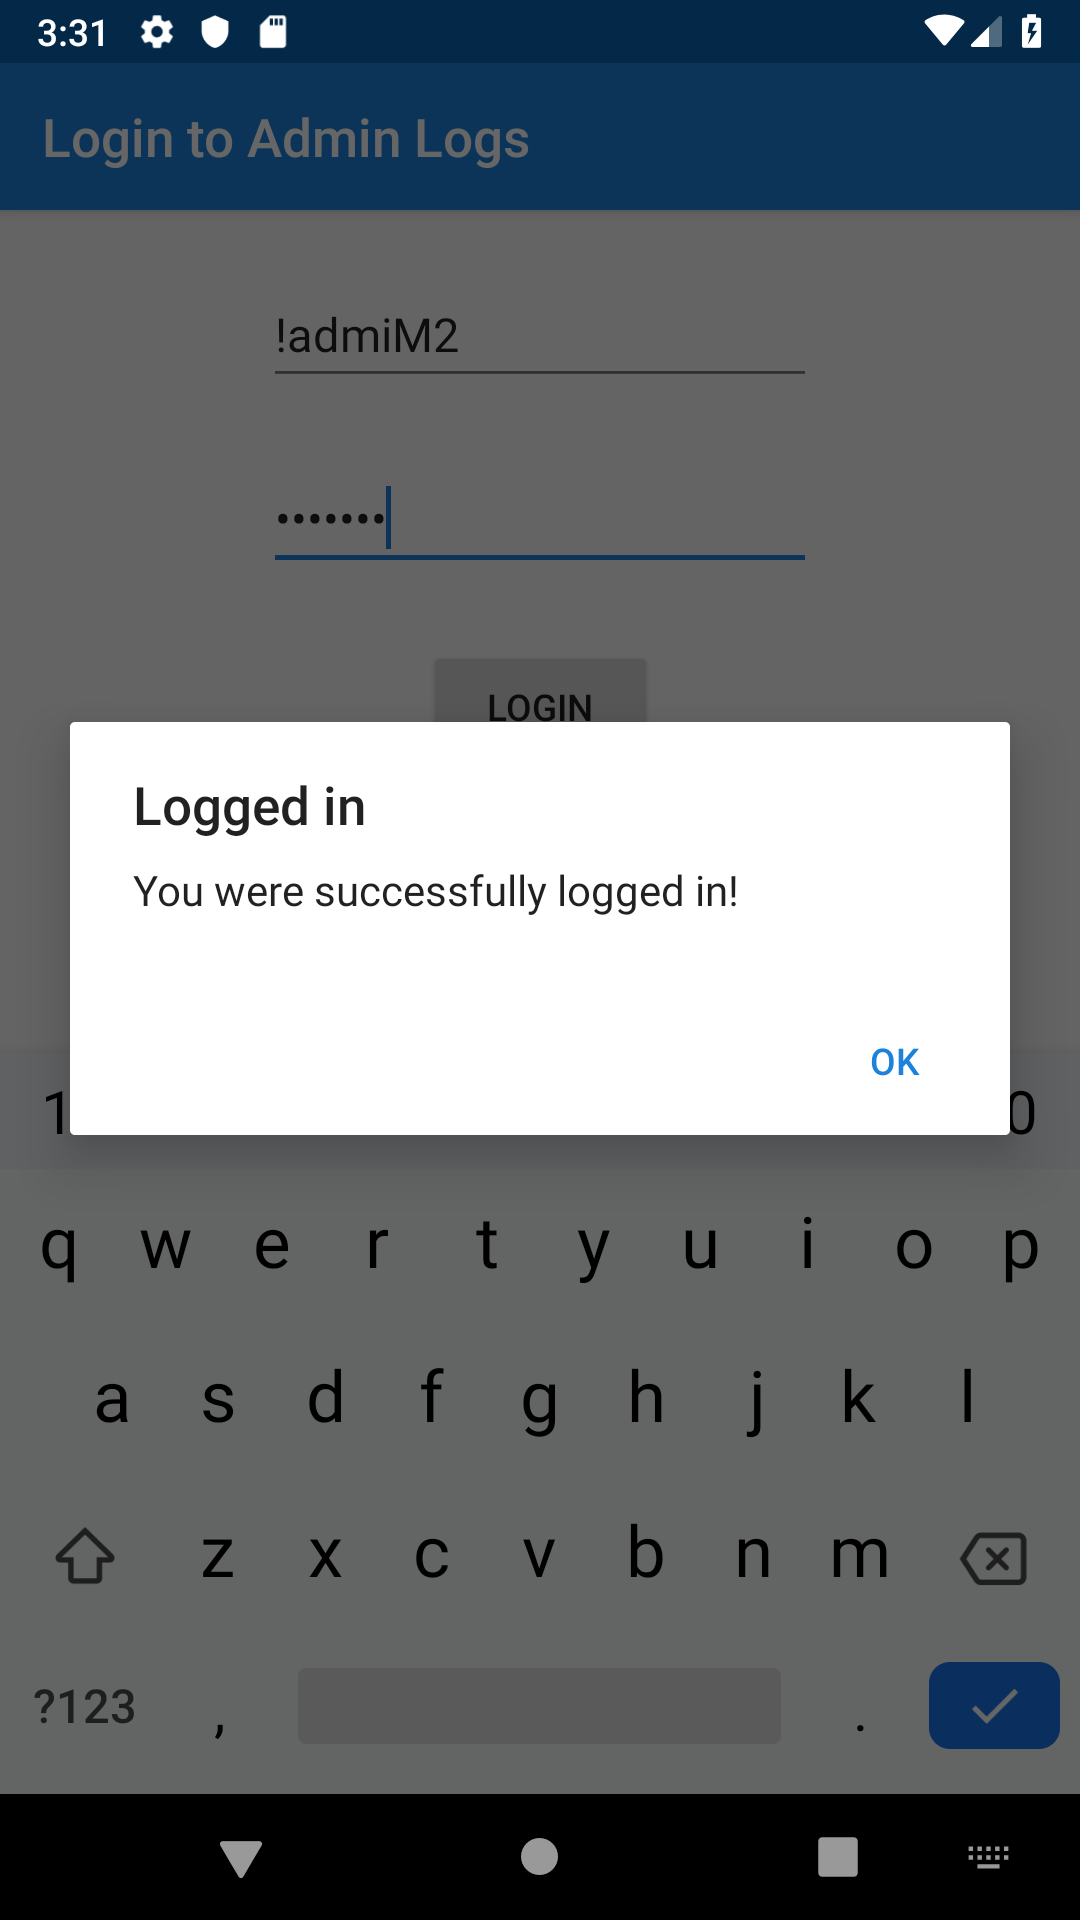 3:31
Login to Admin Logs
!admiM2
•••••••
LOGIN
Logged in
You were successfully logged in!
OK
1 0
q w e r t y u i o p
a s d f g h j k l
z x c v b n m
?123 , .